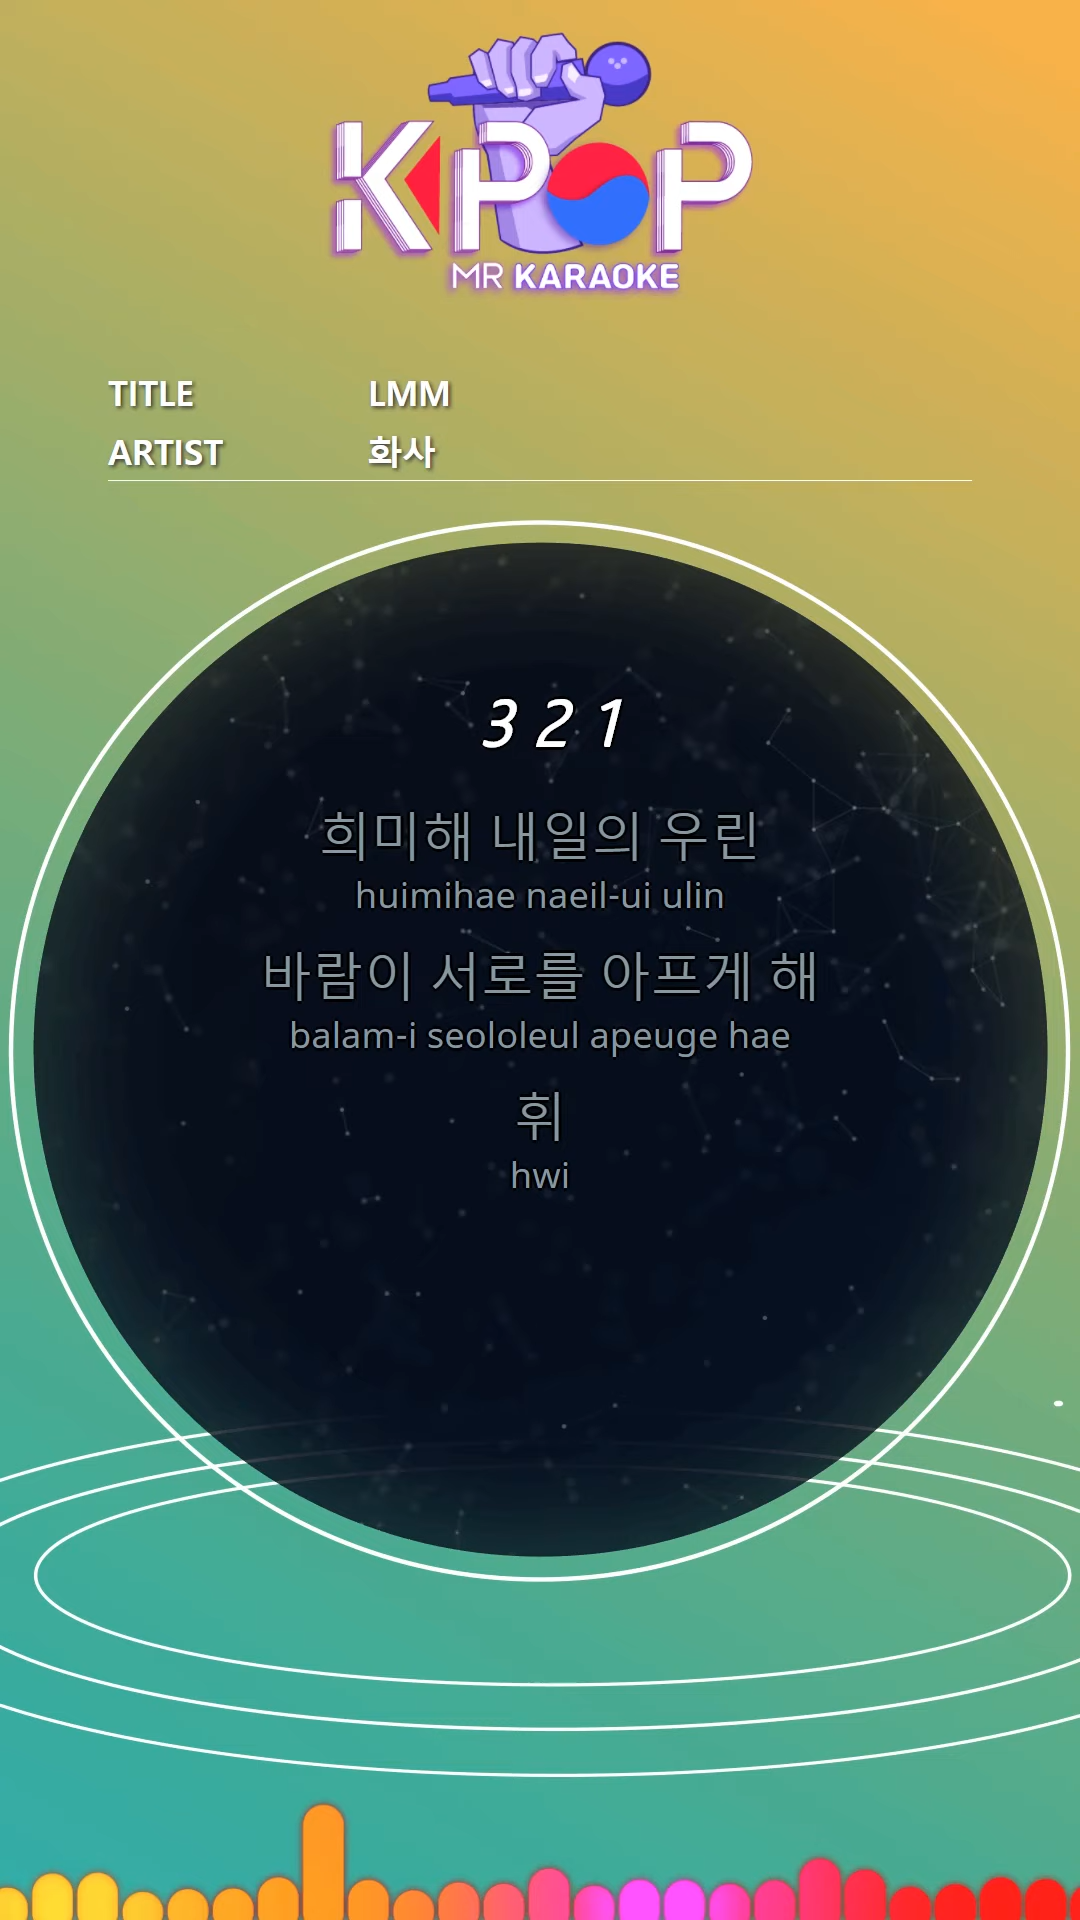 KPOP
MR KARAOKE
TITLE LMM
ARTIST 화사
3 2 1
희미해 내일의 우린
huimihae naeil-ui ulin
바람이 서로를 아프게 해
balam-i seololeul apeuge hae
휘
hwi